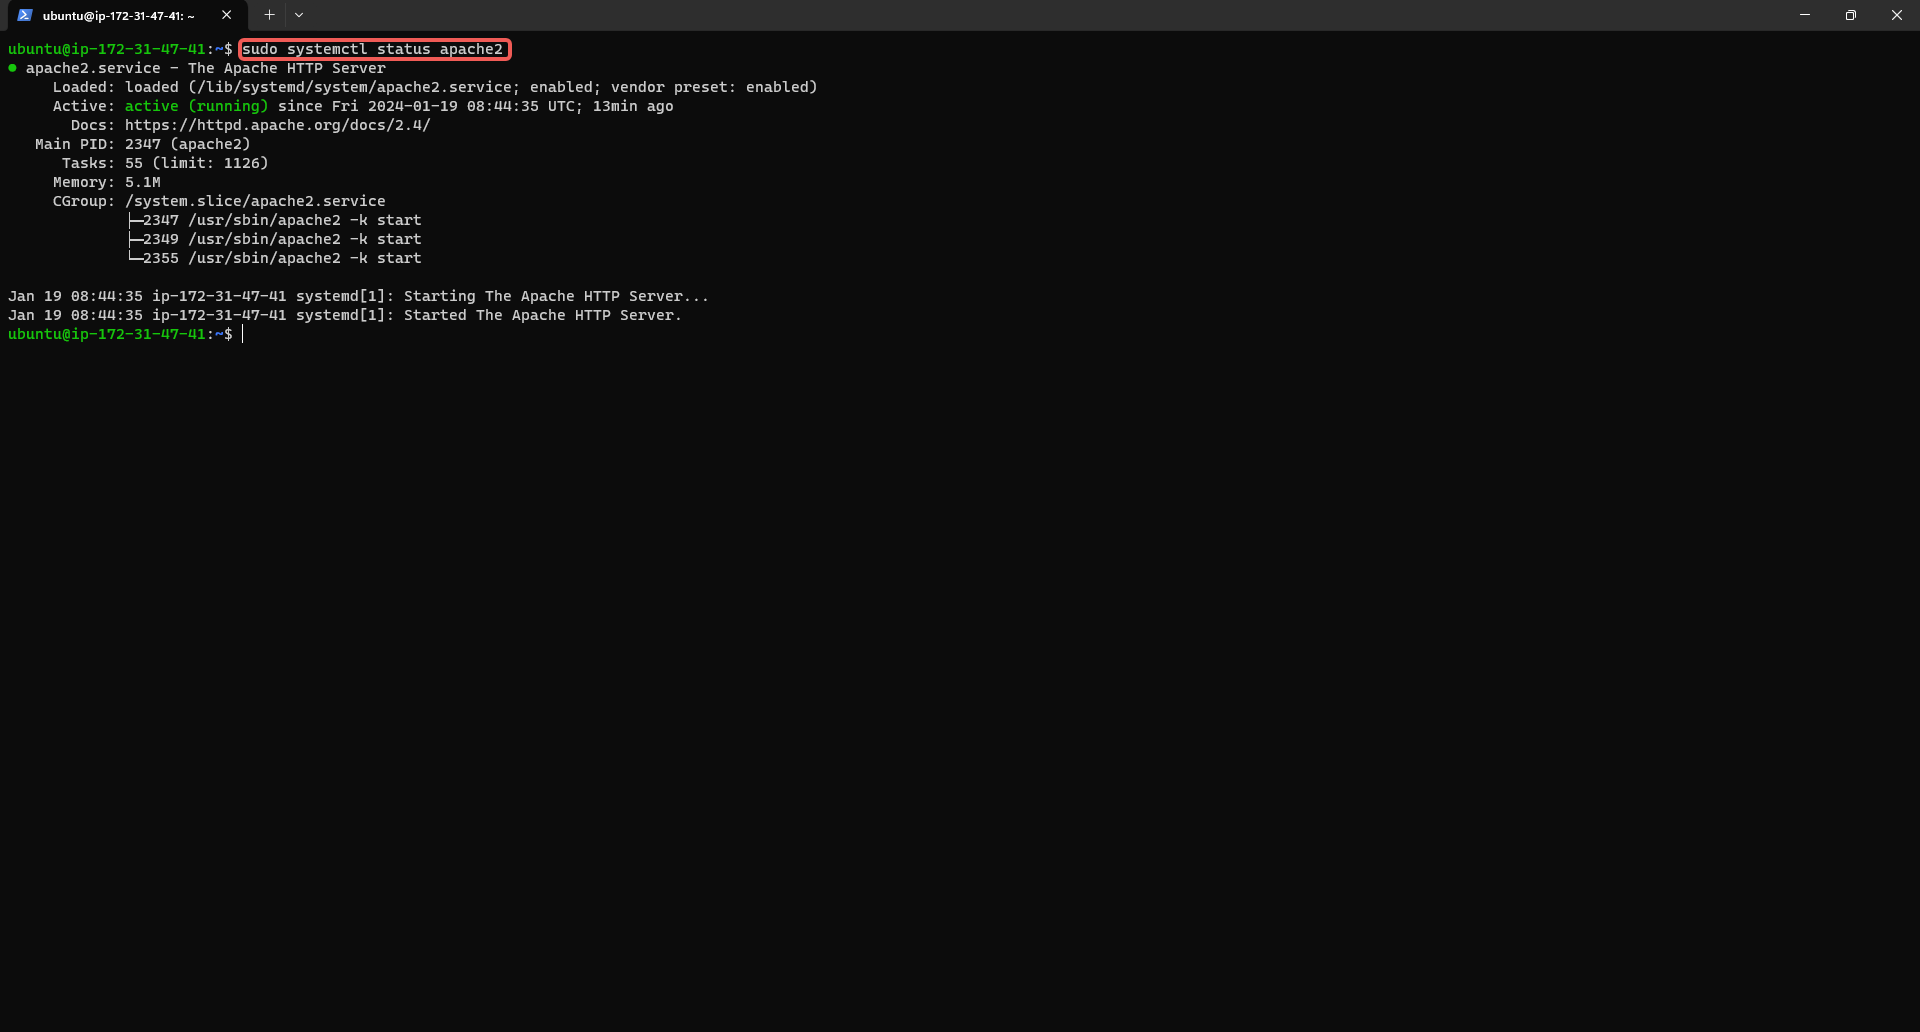 ubuntu@ip-172-31-47-41: ~
ubuntu@ip-172-31-47-41:~$ sudo systemctl status apache2
● apache2.service - The Apache HTTP Server
     Loaded: loaded (/lib/systemd/system/apache2.service; enabled; vendor preset: enabled)
     Active: active (running) since Fri 2024-01-19 08:44:35 UTC; 13min ago
       Docs: https://httpd.apache.org/docs/2.4/
   Main PID: 2347 (apache2)
      Tasks: 55 (limit: 1126)
     Memory: 5.1M
     CGroup: /system.slice/apache2.service
             ├─2347 /usr/sbin/apache2 -k start
             ├─2349 /usr/sbin/apache2 -k start
             └─2355 /usr/sbin/apache2 -k start
Jan 19 08:44:35 ip-172-31-47-41 systemd[1]: Starting The Apache HTTP Server...
Jan 19 08:44:35 ip-172-31-47-41 systemd[1]: Started The Apache HTTP Server.
ubuntu@ip-172-31-47-41:~$